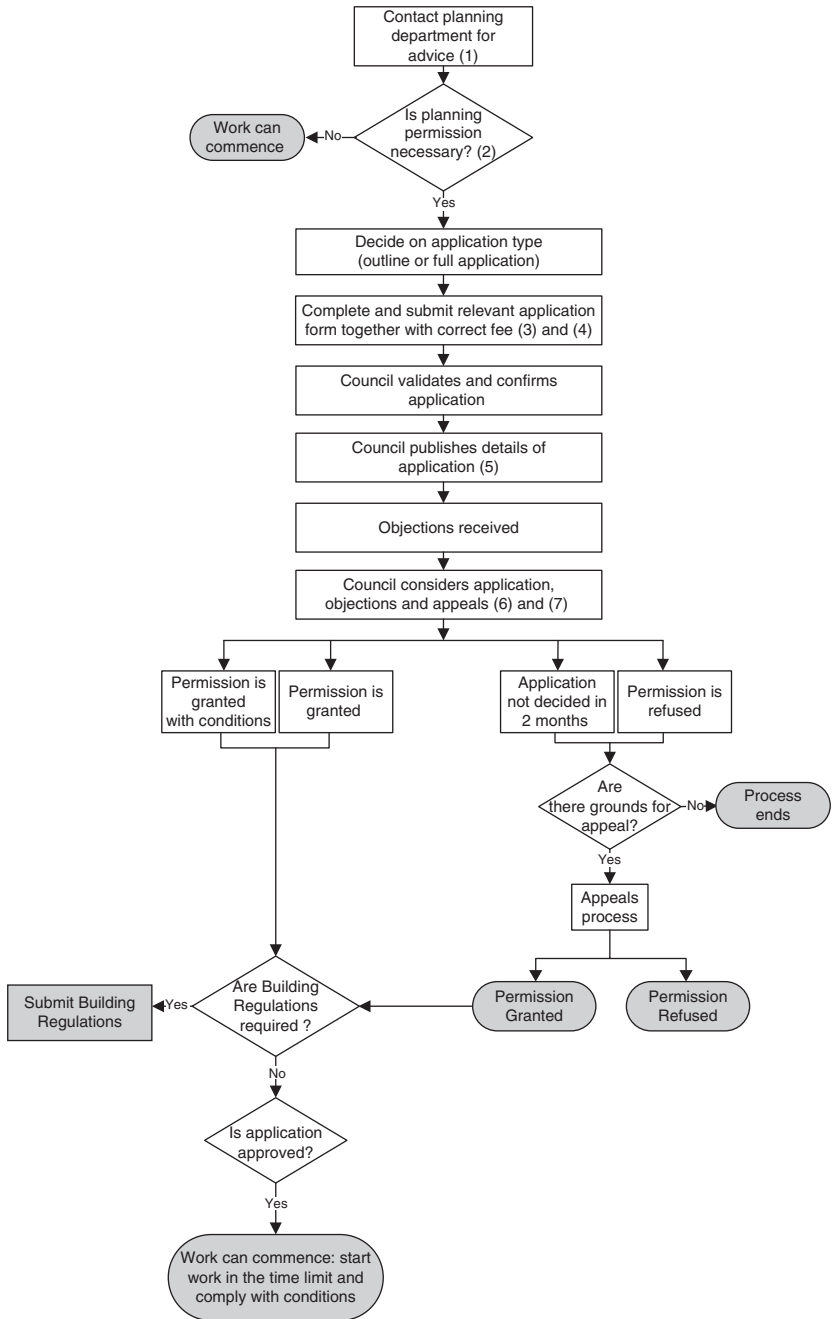 Contact planning
department for
advice (1)
Is planning
permission
necessary? (2)
No
Work can
commence
Yes
Decide on application type
(outline or full application)
Complete and submit relevant application
form together with correct fee (3) and (4)
Council validates and confirms
application
Council publishes details of
application (5)
Objections received
Council considers application,
objections and appeals (6) and (7)
Permission is
granted
with conditions
Permission is
granted
Application
not decided in
2 months
Permission is
refused
Are
there grounds for
appeal?
No
Process
ends
Yes
Appeals
process
Permission
Granted
Permission
Refused
Are Building
Regulations
required ?
Yes
Submit Building
Regulations
No
Is application
approved?
Yes
Work can commence: start
work in the time limit and
comply with conditions